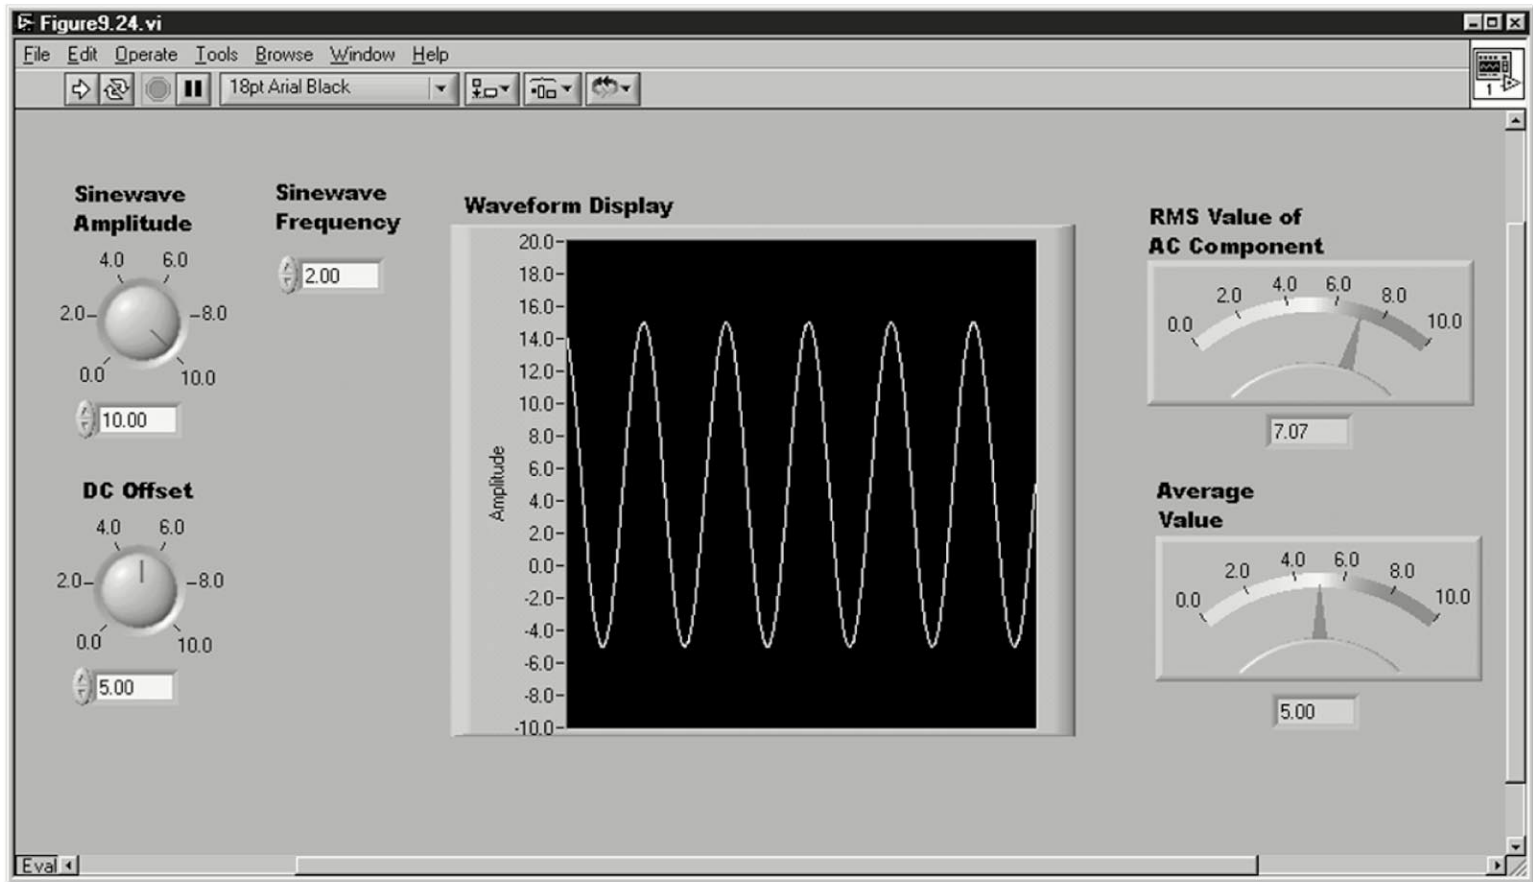 Figure9.24.vi
File Edit Operate Tools Browse Window Help
18pt Arial Black
1
Sinewave
Amplitude
4.0 6.0
2.0 8.0
0.0 10.0
10.00
DC Offset
4.0 6.0
2.0 8.0
0.0 10.0
5.00
Sinewave
Frequency
2.00
Waveform Display
Amplitude
20.0
18.0
16.0
14.0
12.0
10.0
8.0
6.0
4.0
2.0
0.0
-2.0
-4.0
-6.0
-8.0
-10.0
RMS Value of
AC Component
0.0 2.0 4.0 6.0 8.0 10.0
7.07
Average
Value
0.0 2.0 4.0 6.0 8.0 10.0
5.00
Eval